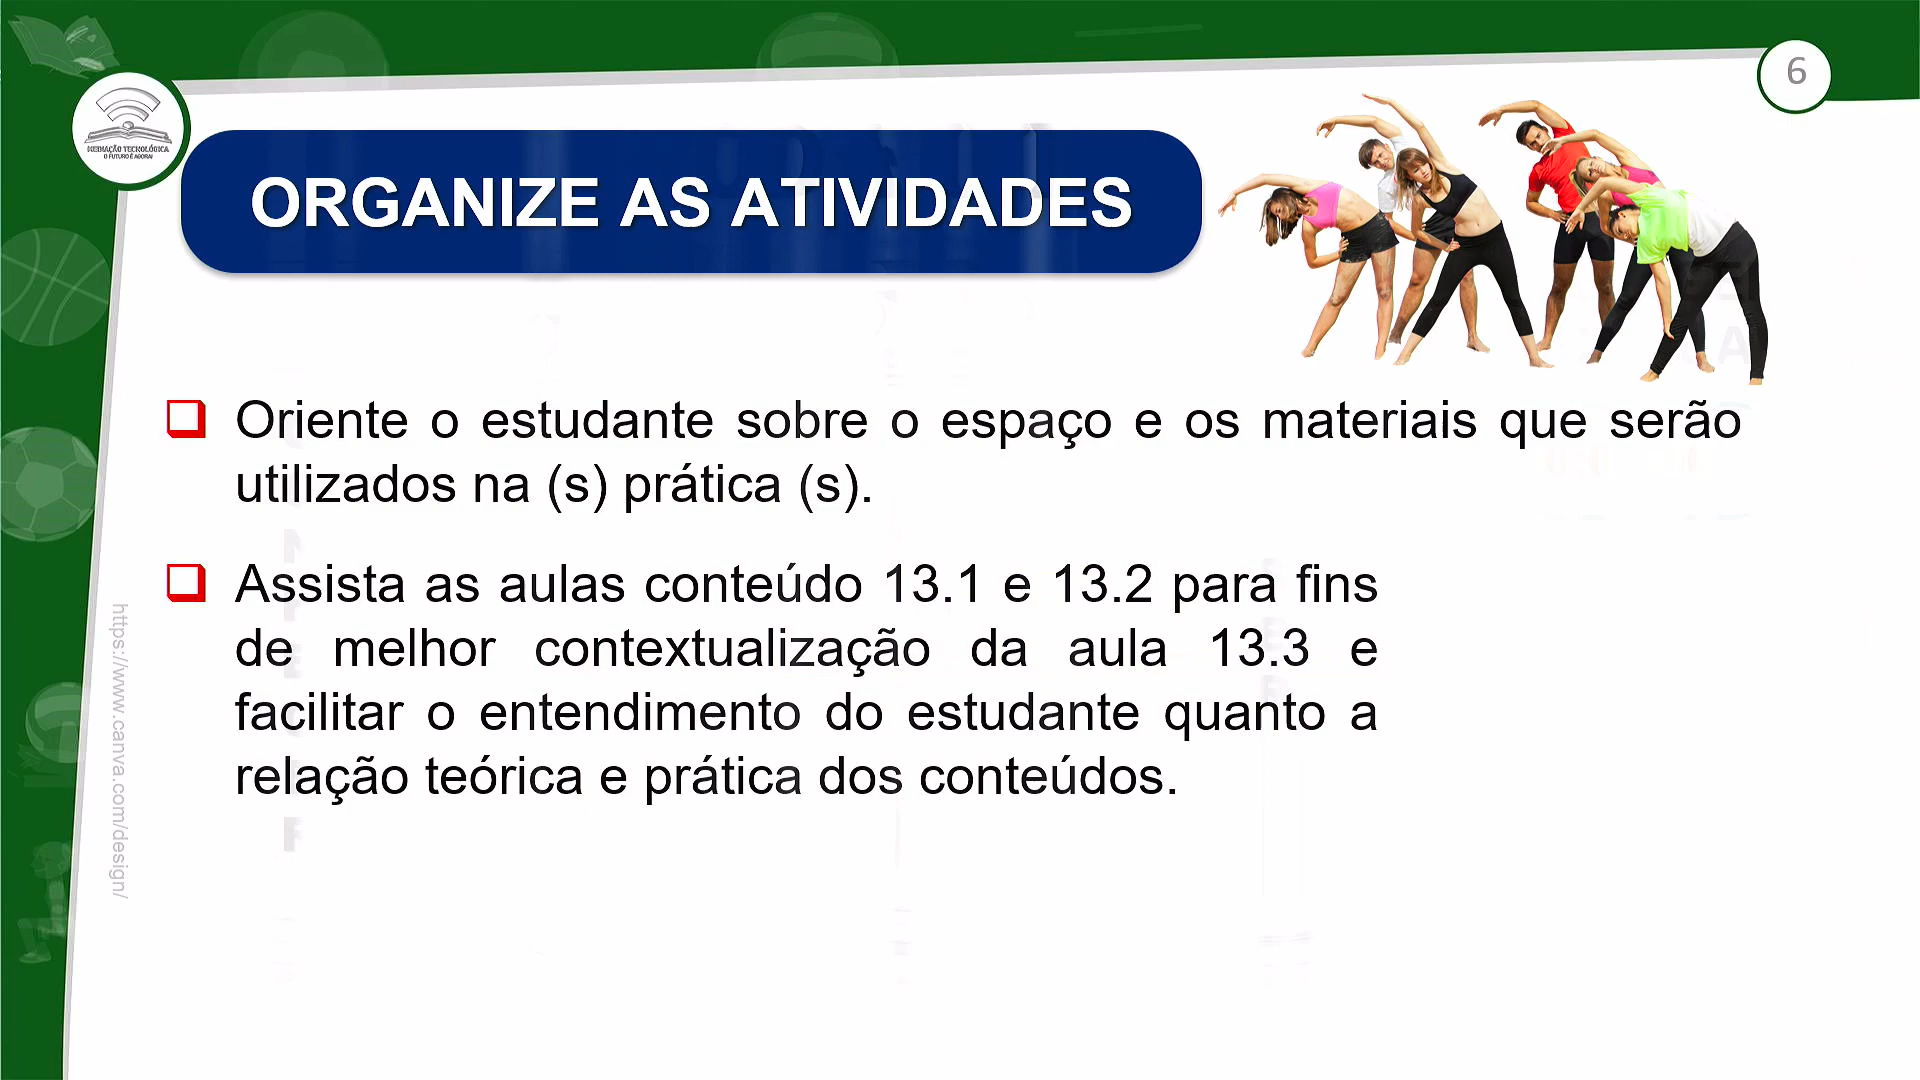 6
MEDIAÇÃO TECNOLÓGICA
O FUTURO É AGORA!
ORGANIZE AS ATIVIDADES
Oriente o estudante sobre o espaço e os materiais que serão
utilizados na (s) prática (s).
Assista as aulas conteúdo 13.1 e 13.2 para fins
de melhor contextualização da aula 13.3 e
facilitar o entendimento do estudante quanto a
relação teórica e prática dos conteúdos.
https://www.canva.com/design/